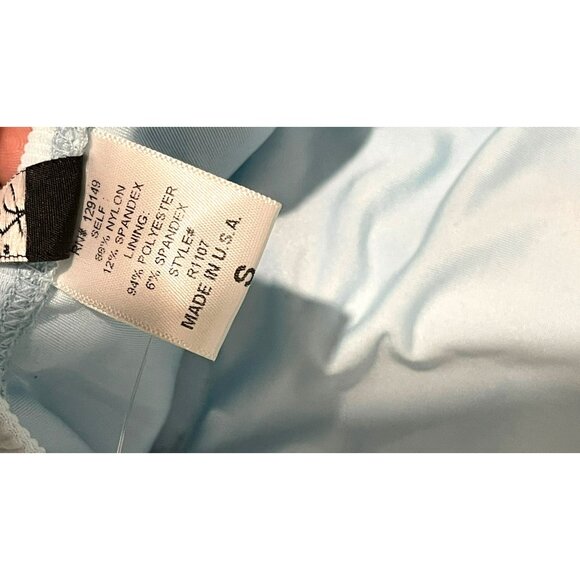 RN# 129149
SELF:
88% NYLON
12% SPANDEX
LINING:
94% POLYESTER
6% SPANDEX
STYLE#
R1107
MADE IN U.S.A.
S